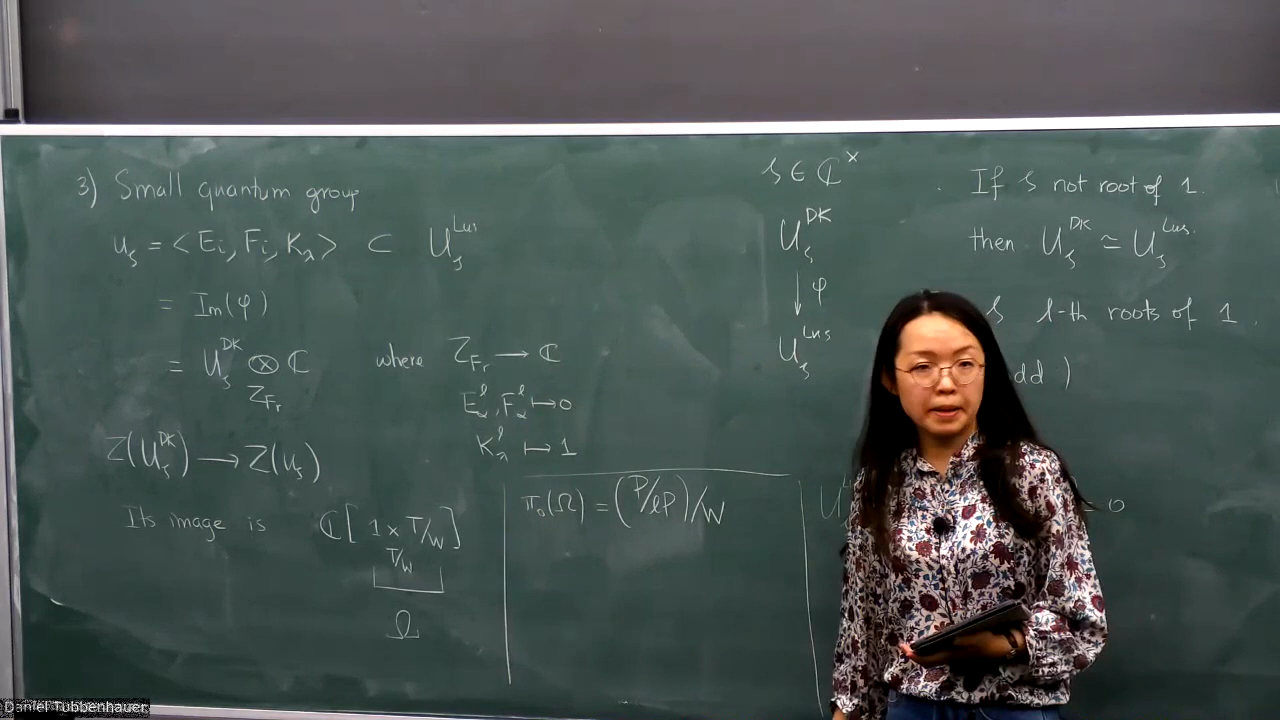 3) Small quantum group
u_ζ = <E_i, F_i, K_λ> ⊂ U_ζ^Lus
= Im(φ)
= U_ζ^DK ⊗_{Z_Fr} ℂ where Z_Fr → ℂ
E_α^ℓ, F_α^ℓ ↦ 0
K_λ^ℓ ↦ 1
Z(U_ζ^DK) → Z(u_ζ)
Its image is ℂ[1 ×_{T/W} T/W]
Ω
π_0(Ω) = (P/ℓP)/W
ζ ∈ ℂ^×
U_ζ^DK
↓ φ
U_ζ^Lus
If ζ not root of 1.
then U_ζ^DK ≃ U_ζ^Lus.
ζ ℓ-th roots of 1.
dd)
U
= 0
Daniel Tubbenhauer